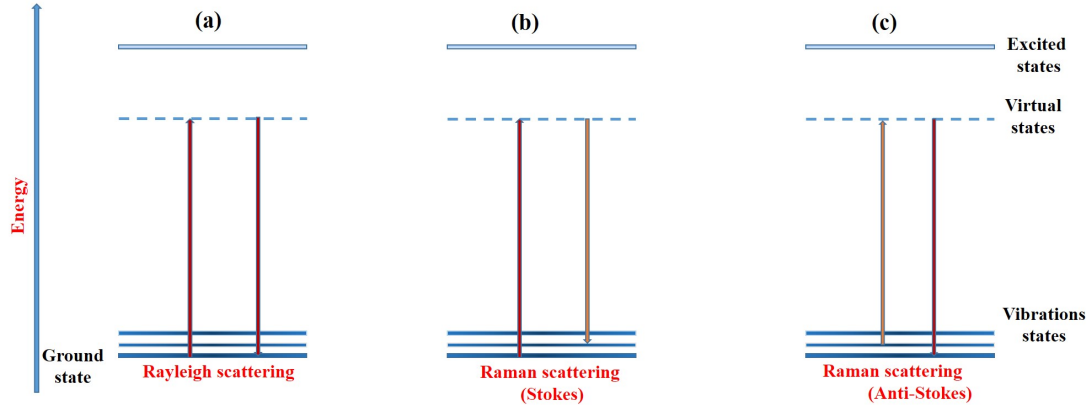 (a)
(b)
(c)
Excited
states
Virtual
states
Energy
Vibrations
states
Ground
state
Rayleigh scattering
Raman scattering
(Stokes)
Raman scattering
(Anti-Stokes)